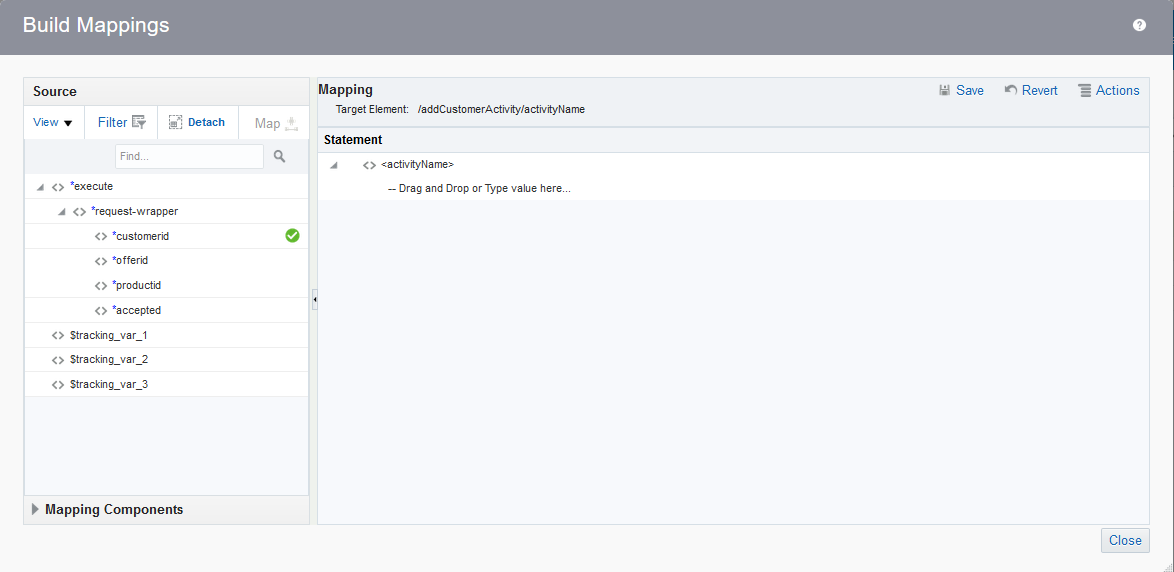 Build Mappings
Source
View Filter Detach Map
Find...
*execute
*request-wrapper
*customerid
*offerid
*productid
*accepted
$tracking_var_1
$tracking_var_2
$tracking_var_3
Mapping Components
Mapping
Save Revert Actions
Target Element: /addCustomerActivity/activityName
Statement
<> <activityName>
-- Drag and Drop or Type value here...
Close